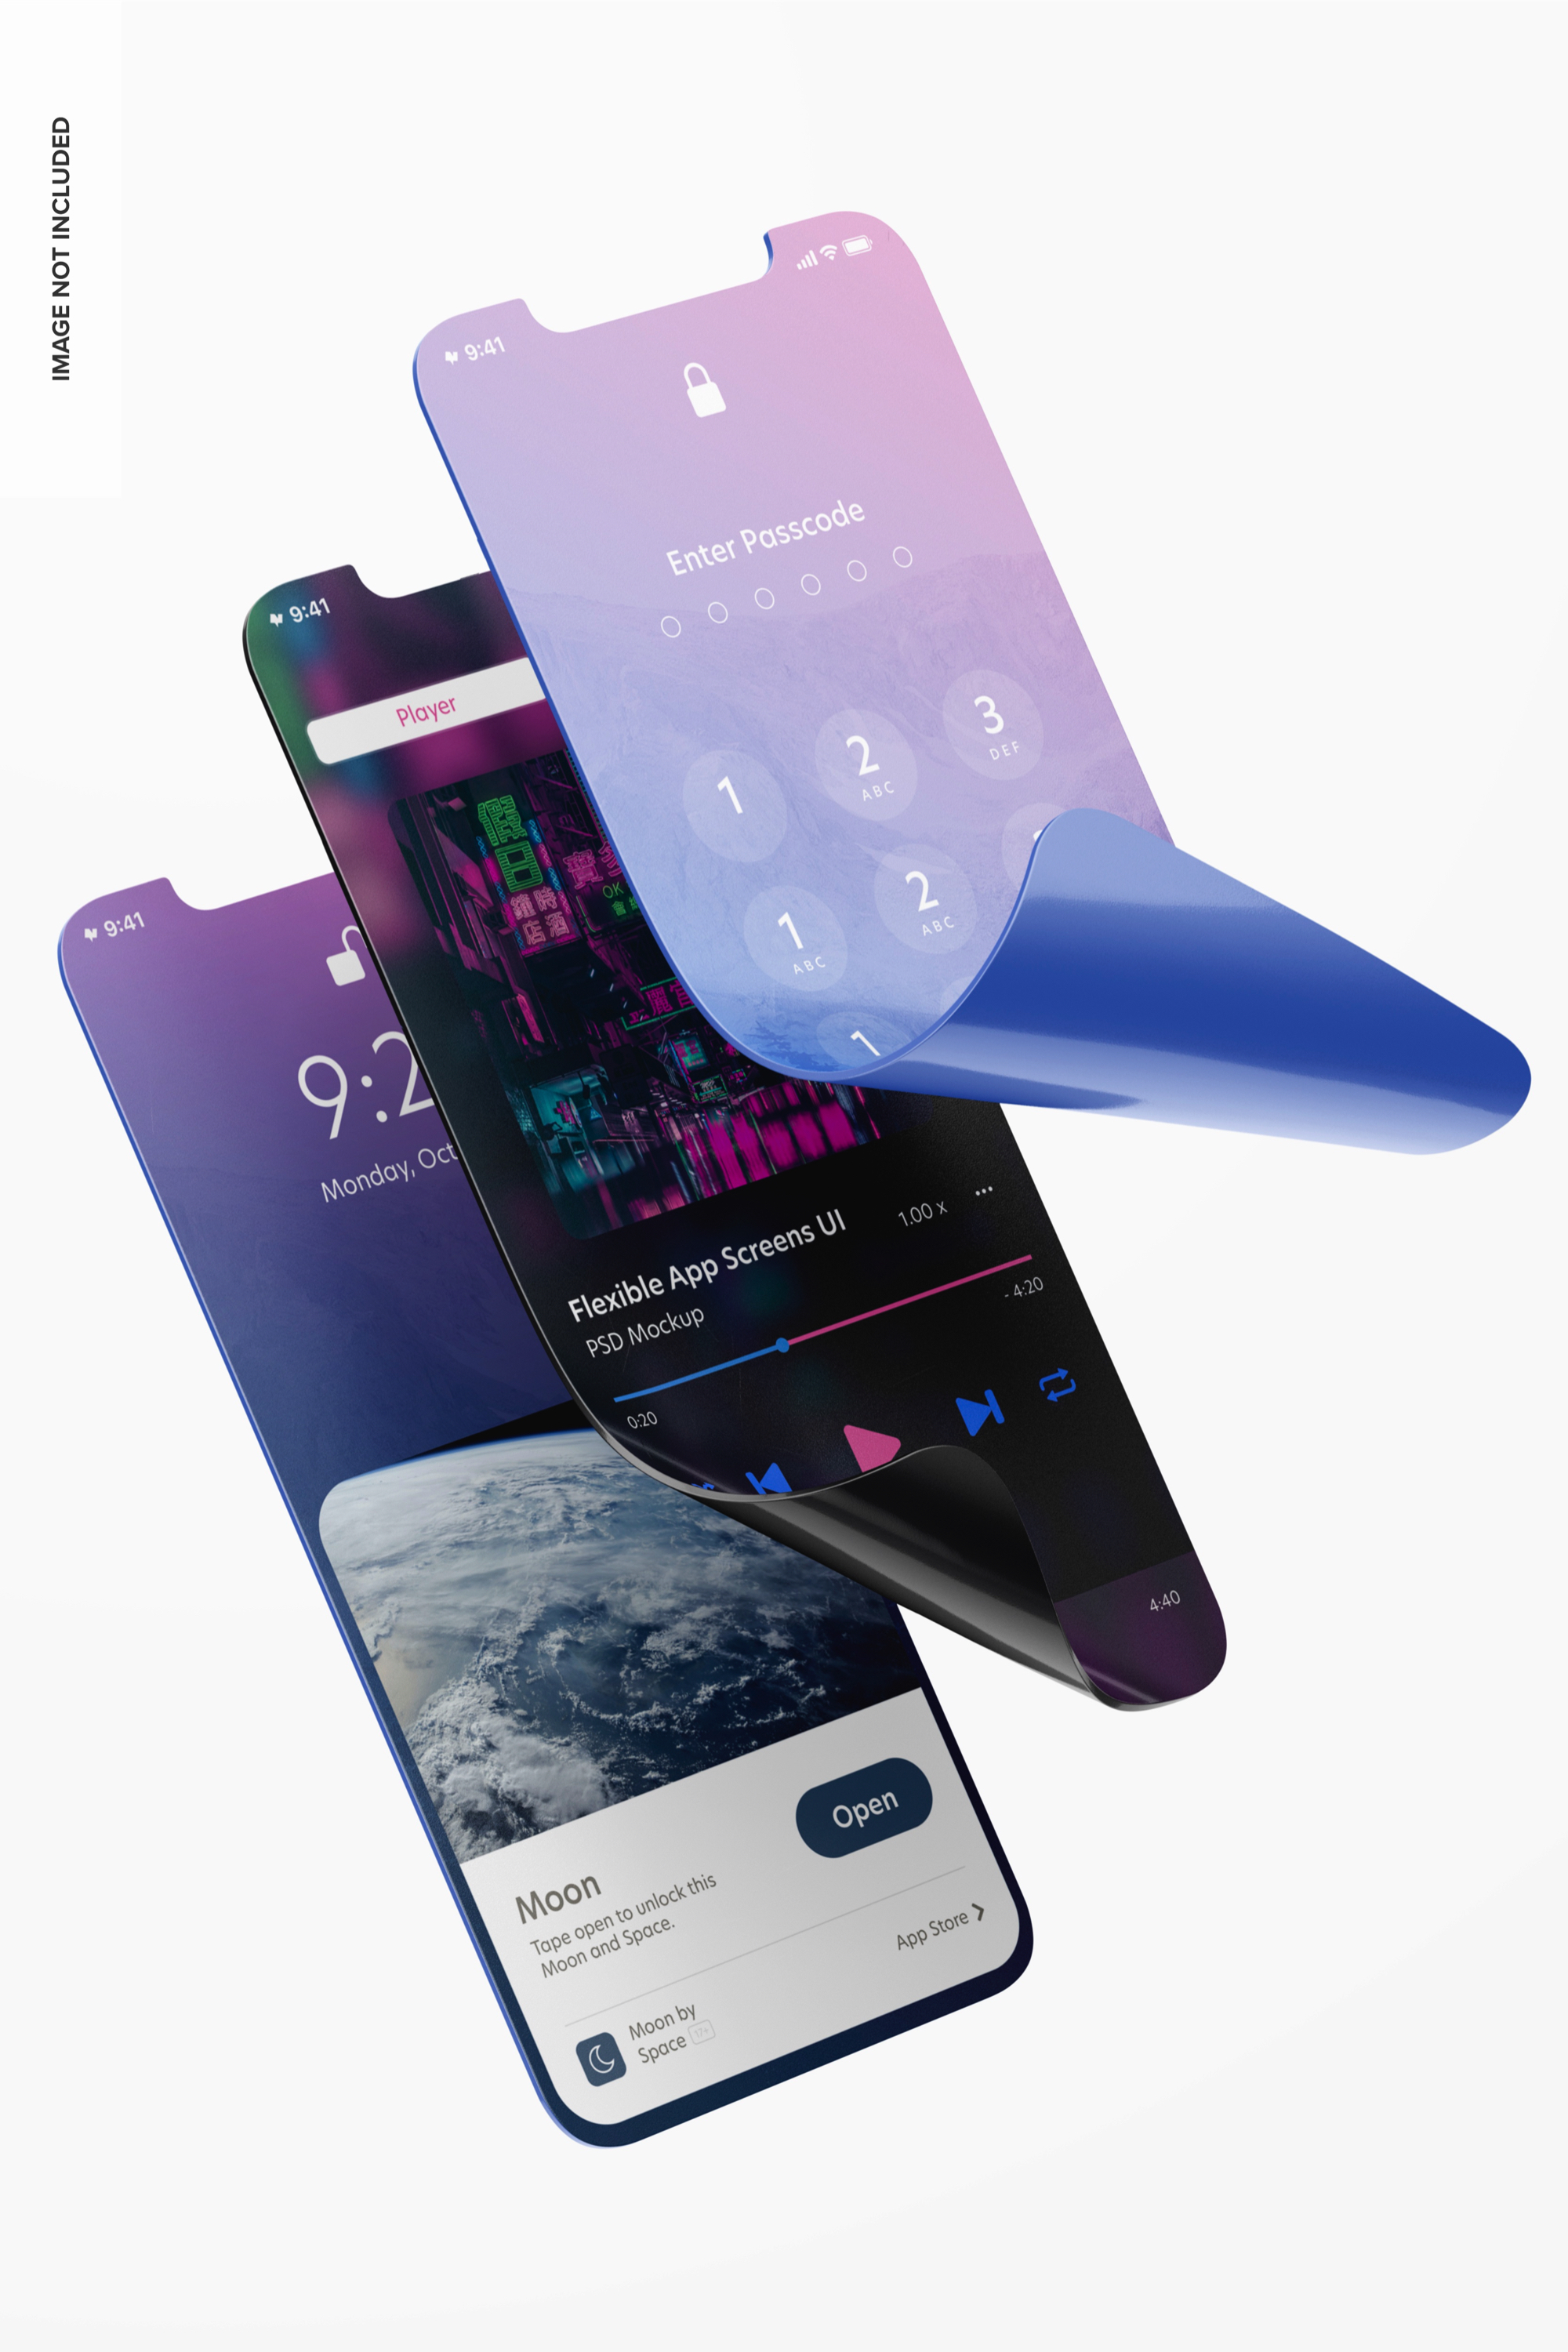 IMAGE NOT INCLUDED
9:41
Enter Passcode
1
2
ABC
3
DEF
1
ABC
2
ABC
1
9:41
Player
OK
Flexible App Screens UI
1.00 x
...
PSD Mockup
0:20
- 4:20
4:40
9:41
9:2
Monday, Oct
Open
Moon
Tape open to unlock this
Moon and Space.
App Store
Moon by
Space 17+